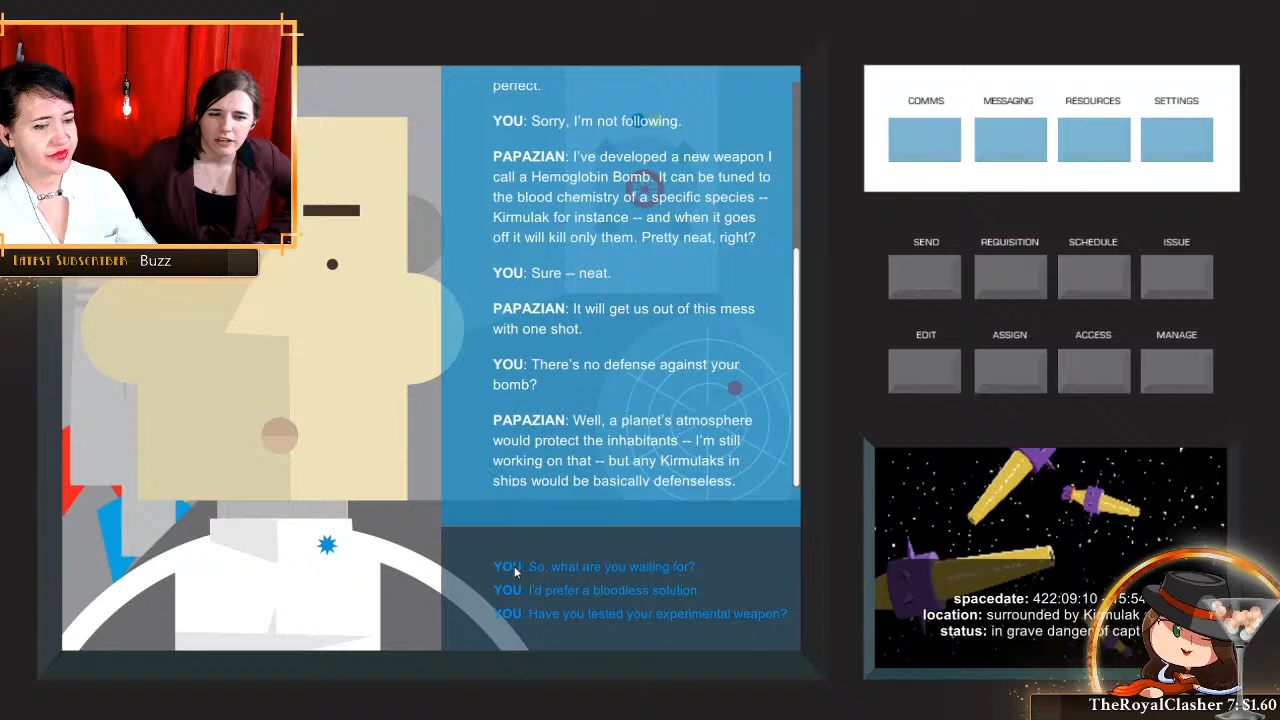 perfect.
YOU: Sorry, I'm not following.
PAPAZIAN: I've developed a new weapon I
call a Hemoglobin Bomb. It can be tuned to
the blood chemistry of a specific species --
Kirmulak for instance -- and when it goes
off it will kill only them. Pretty neat, right?
YOU: Sure -- neat.
PAPAZIAN: It will get us out of this mess
with one shot.
YOU: There's no defense against your
bomb?
PAPAZIAN: Well, a planet's atmosphere
would protect the inhabitants -- I'm still
working on that -- but any Kirmulaks in
ships would be basically defenseless.
YOU: So, what are you waiting for?
YOU: I'd prefer a bloodless solution.
YOU: Have you tested your experimental weapon?
LATEST SUBSCRIBER Buzz
COMMS MESSAGING RESOURCES SETTINGS
SEND REQUISITION SCHEDULE ISSUE
EDIT ASSIGN ACCESS MANAGE
spacedate: 422:09:10 - 15:54
location: surrounded by Kirmulak
status: in grave danger of capt
TheRoyalClasher 7: $1.60